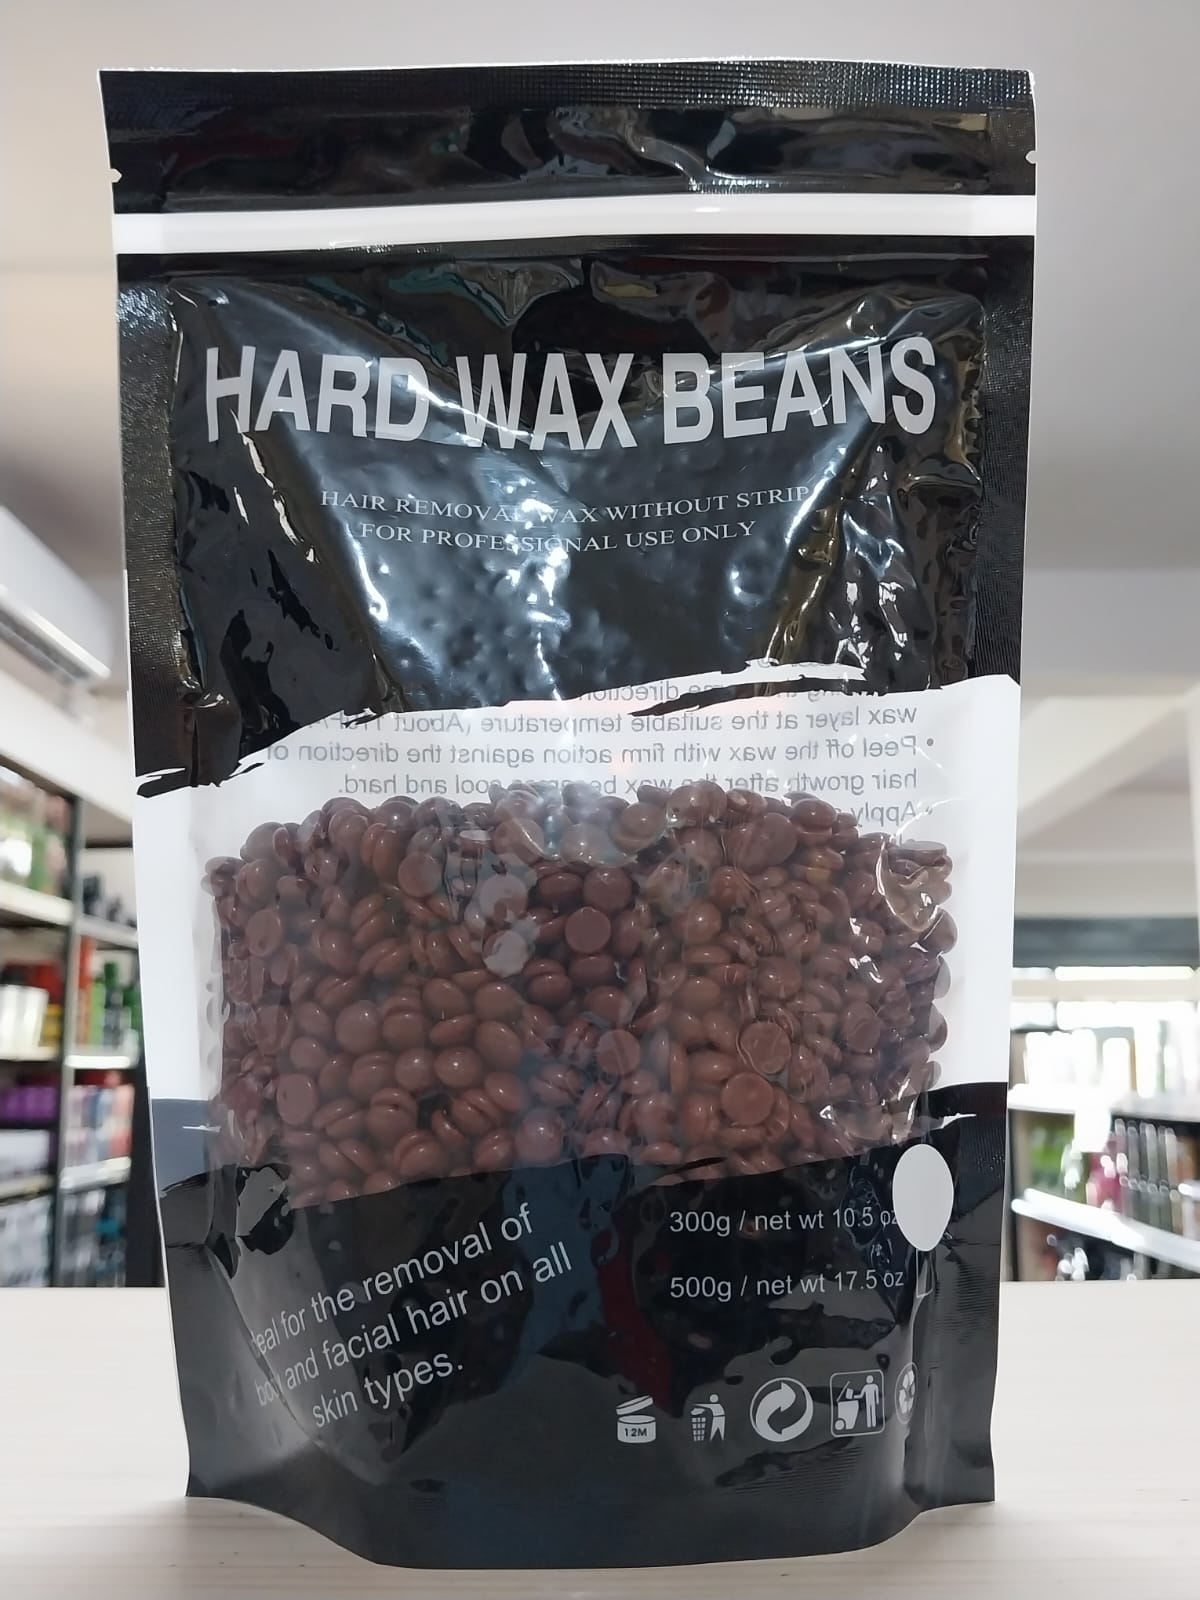 HARD WAX BEANS
HAIR REMOVAL WAX WITHOUT STRIP
FOR PROFESSIONAL USE ONLY
direction
wax layer at the suitable temperature (About
• Peel off the wax with firm action against the direction of
hair growth after the wax becomes cool and hard.
• Apply
300g / net wt 10.5 oz
500g / net wt 17.5 oz
for the removal of
and facial hair on all
skin types.
12M